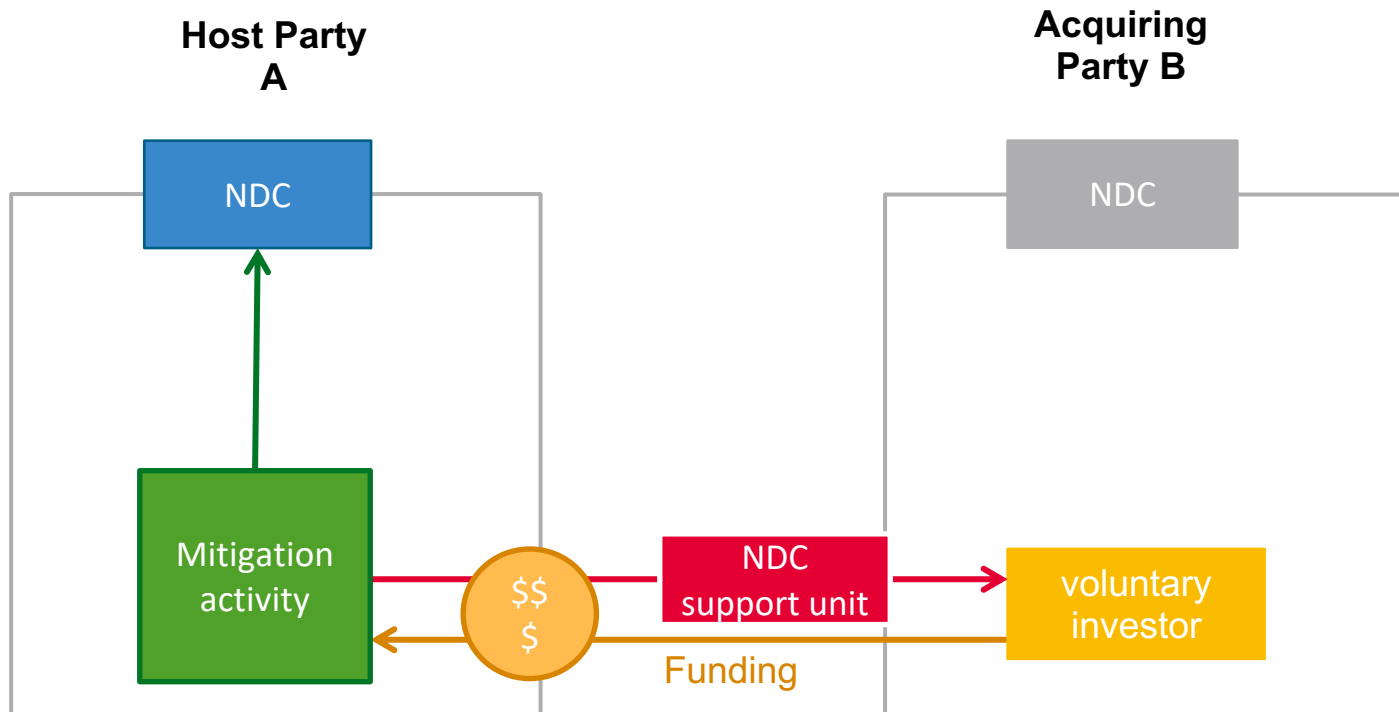 Host Party
A
Acquiring
Party B
NDC
NDC
Mitigation
activity
$$
$
NDC
support unit
voluntary
investor
Funding